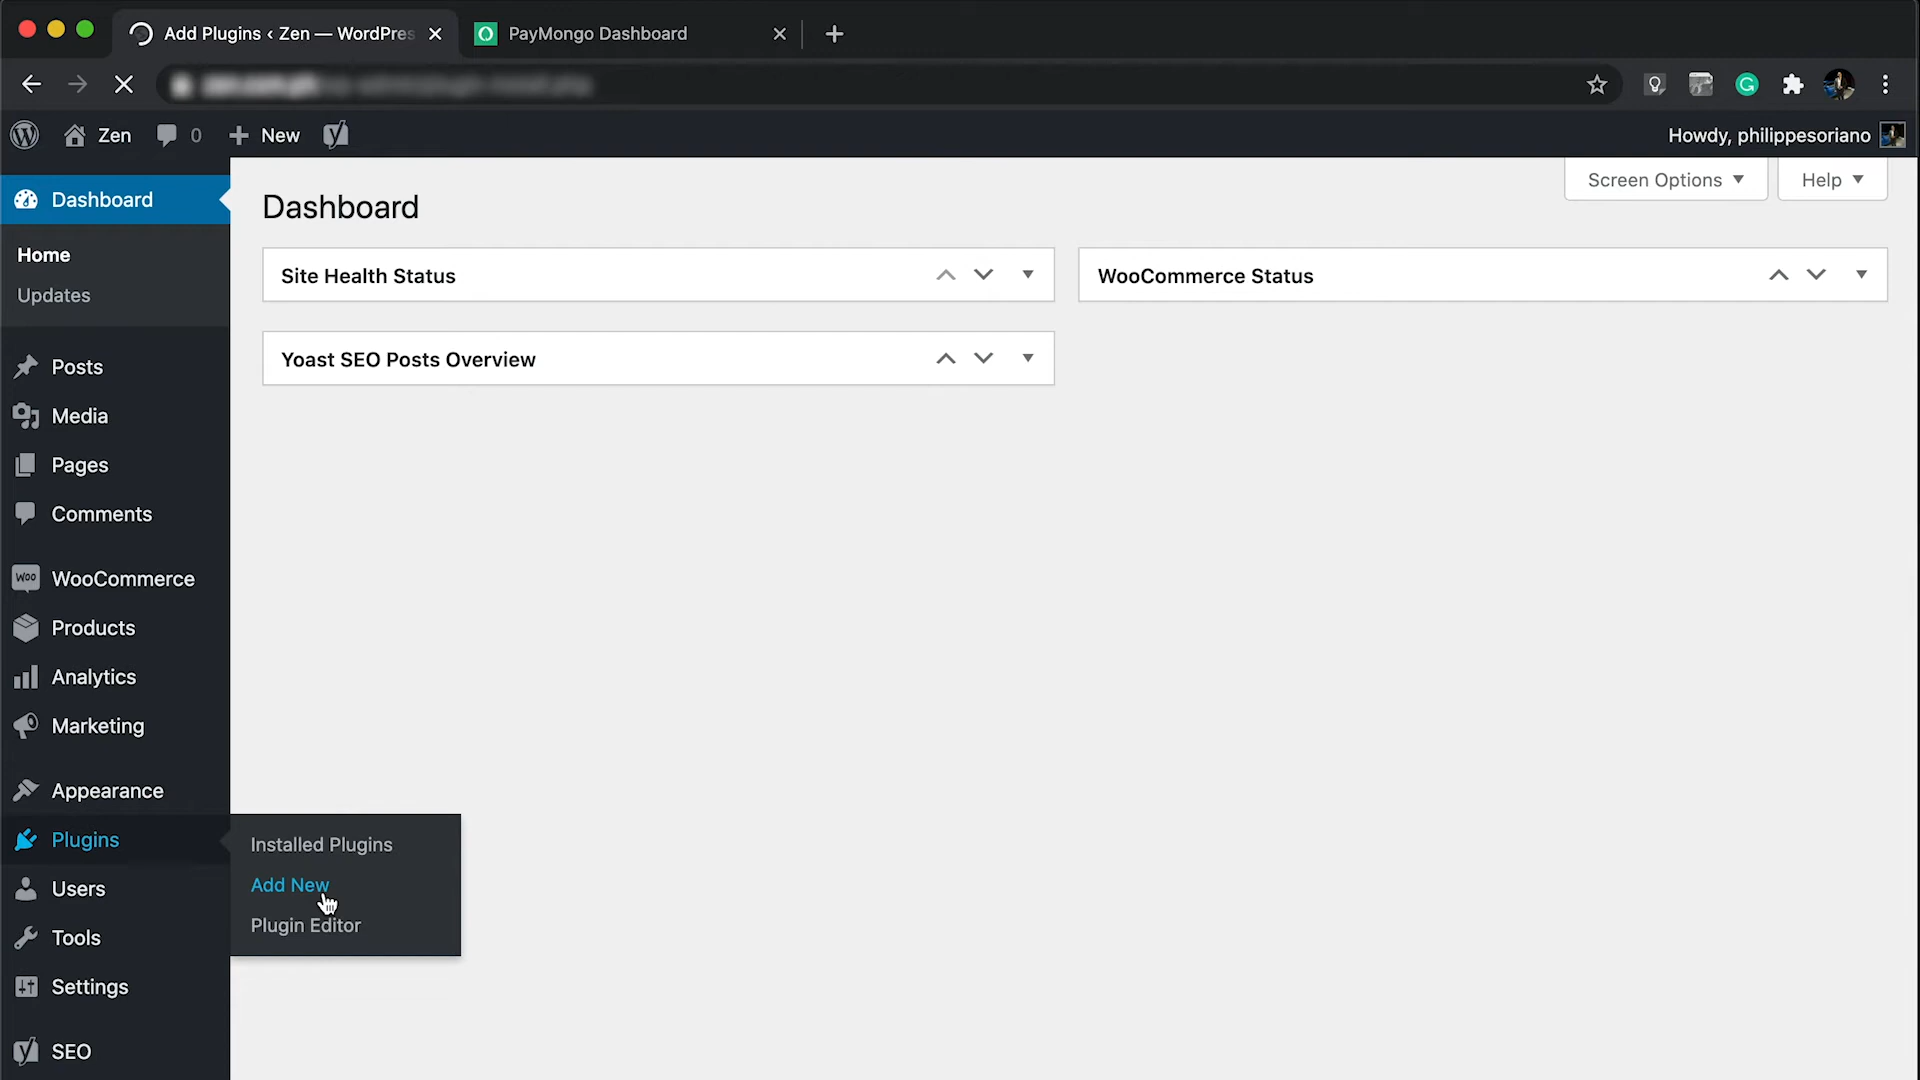 Add Plugins ‹ Zen — WordPres
PayMongo Dashboard
Zen
0
New
Howdy, philippesoriano
Dashboard
Home
Updates
Posts
Media
Pages
Comments
Woo
WooCommerce
Products
Analytics
Marketing
Appearance
Plugins
Users
Tools
Settings
SEO
Installed Plugins
Add New
Plugin Editor
Screen Options
Help
Dashboard
Site Health Status
WooCommerce Status
Yoast SEO Posts Overview